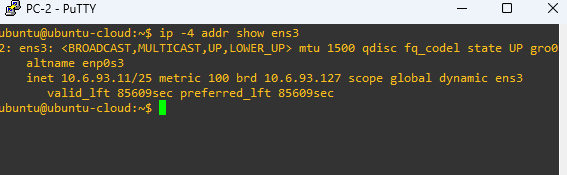 PC-2 - PuTTY
ubuntu@ubuntu-cloud:~$ ip -4 addr show ens3
2: ens3: <BROADCAST,MULTICAST,UP,LOWER_UP> mtu 1500 qdisc fq_codel state UP gro
altname enp0s3
inet 10.6.93.11/25 metric 100 brd 10.6.93.127 scope global dynamic ens3
valid_lft 85609sec preferred_lft 85609sec
ubuntu@ubuntu-cloud:~$